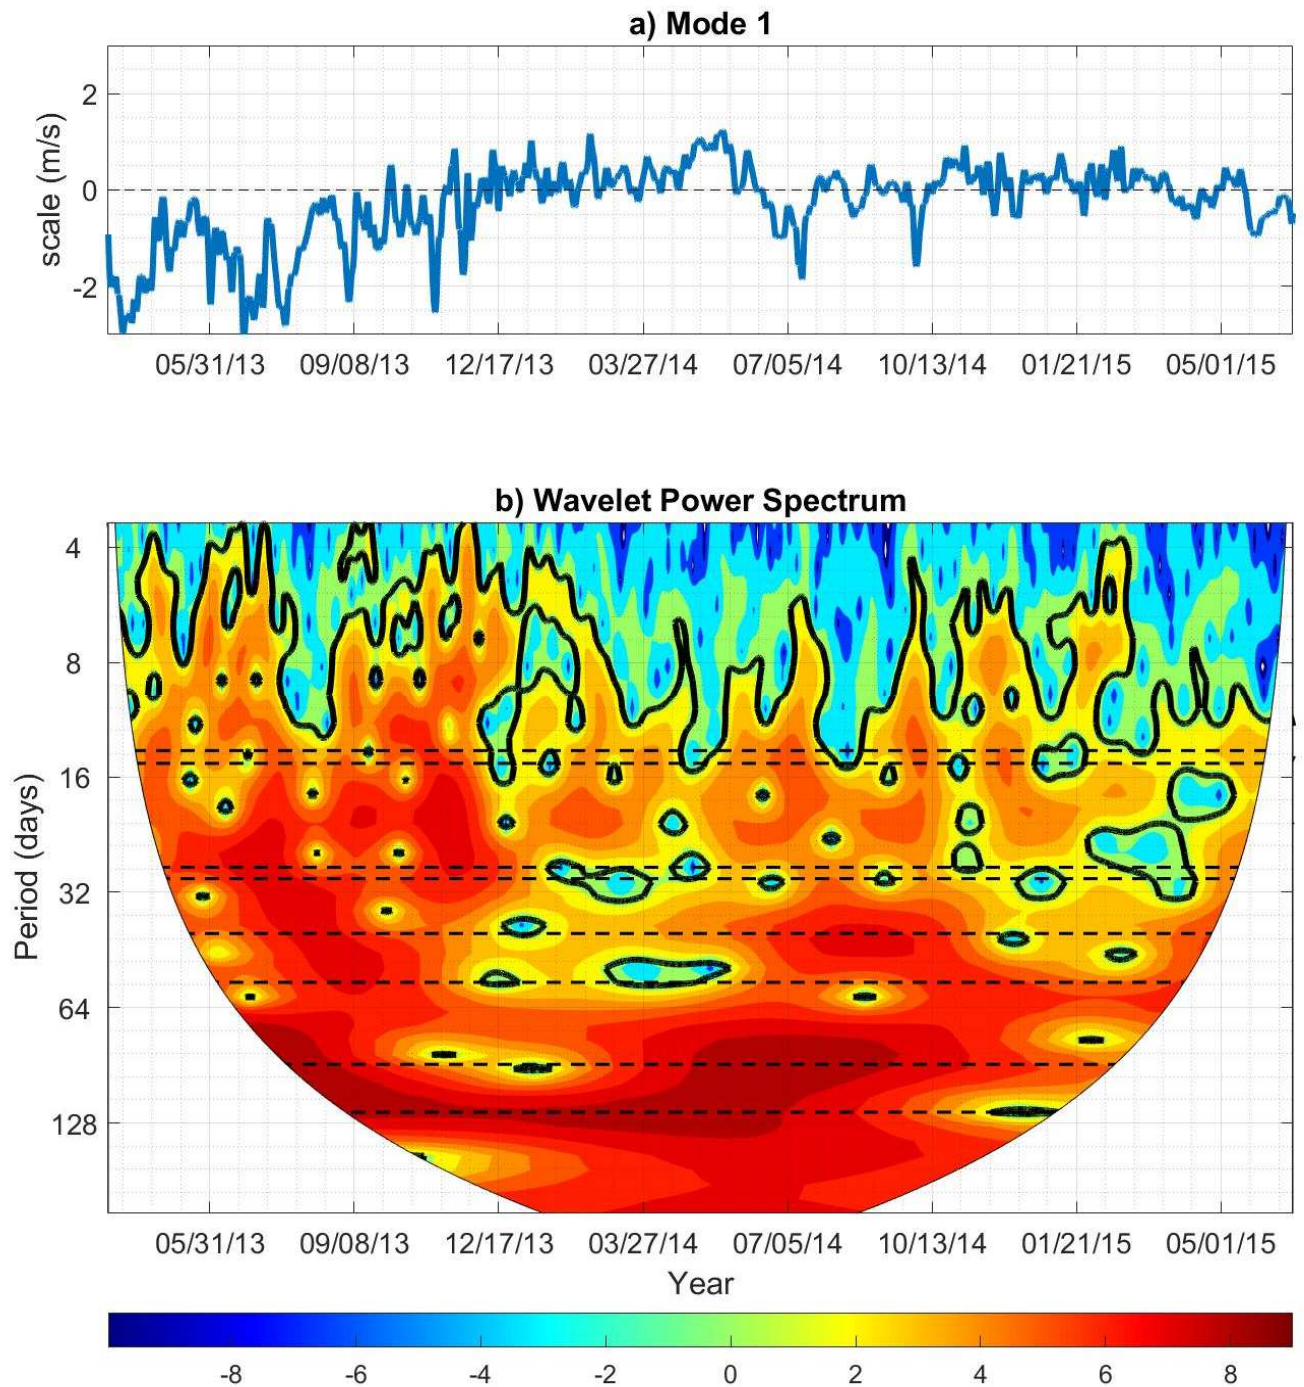 a) Mode 1
scale (m/s)
2
0
-2
05/31/13 09/08/13 12/17/13 03/27/14 07/05/14 10/13/14 01/21/15 05/01/15
b) Wavelet Power Spectrum
Period (days)
4
8
16
32
64
128
05/31/13 09/08/13 12/17/13 03/27/14 07/05/14 10/13/14 01/21/15 05/01/15
Year
-8 -6 -4 -2 0 2 4 6 8